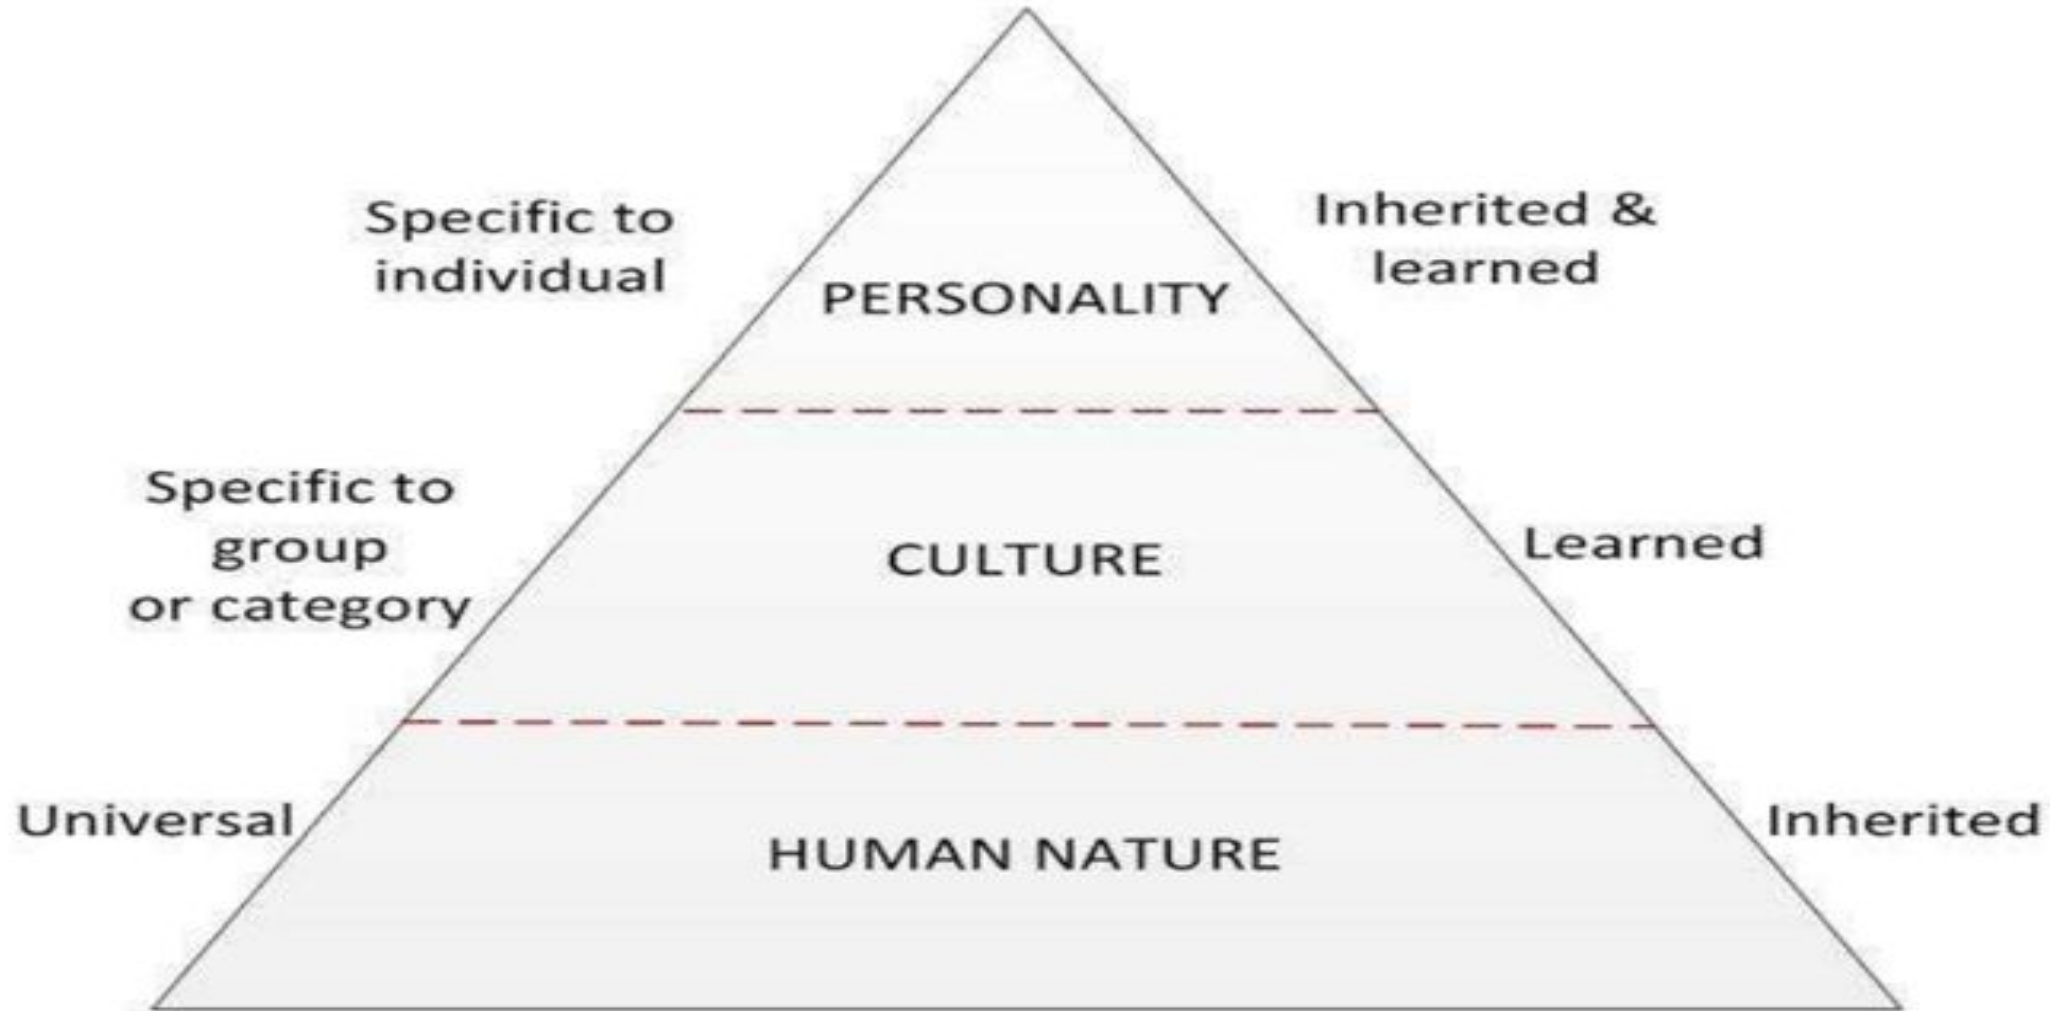 Specific to
individual
Inherited &
learned
PERSONALITY
Specific to
group
or category
CULTURE
Learned
Universal
HUMAN NATURE
Inherited